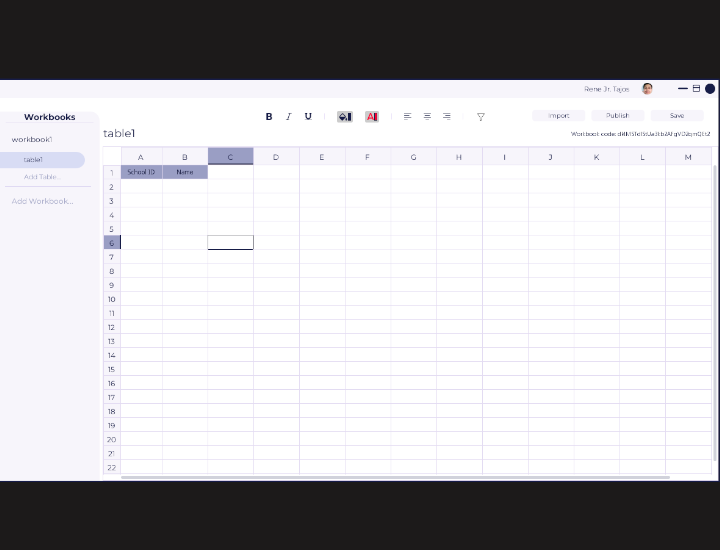 Rene Jr. Tajos
Workbooks
workbook1
table1
Add Table...
Add Workbook...
B I U A
Import Publish Save
table1
Workbook code:
A B C D E F G H I J K L M
1 School ID Name
2
3
4
5
6
7
8
9
10
11
12
13
14
15
16
17
18
19
20
21
22